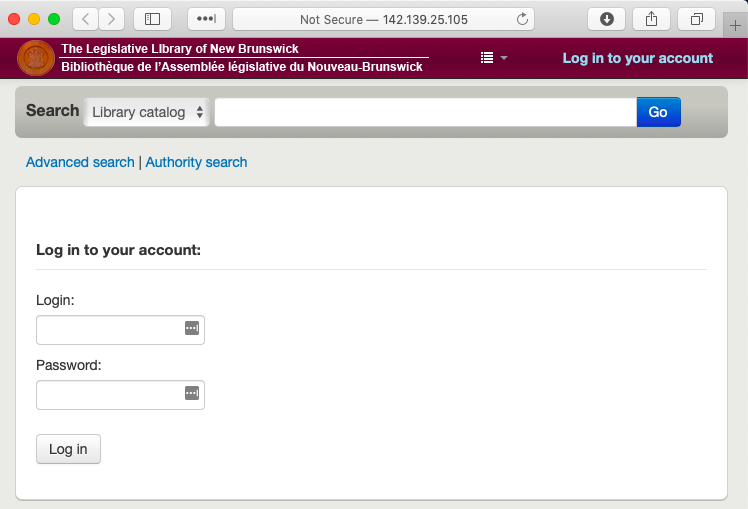 Not Secure — 142.139.25.105
The Legislative Library of New Brunswick
Bibliothèque de l'Assemblée législative du Nouveau-Brunswick
Log in to your account
Search Library catalog Go
Advanced search | Authority search
Log in to your account:
Login:
Password:
Log in